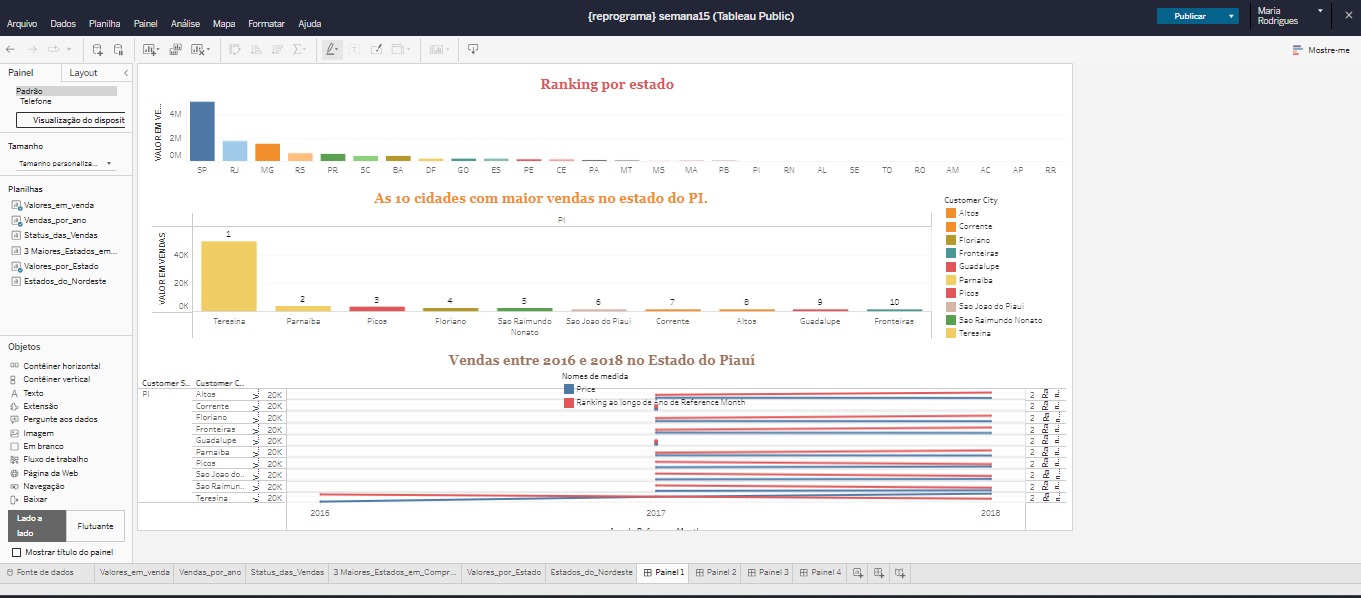 {reprograma} semana15 (Tableau Public)
Publicar
Maria Rodrigues
Arquivo Dados Planilha Painel Análise Mapa Formatar Ajuda
Mostre-me
Painel Layout
Padrão
Telefone
Visualização do disposit
Tamanho
Tamanho personaliza...
Planilhas
Valores_em_venda
Vendas_por_ano
Status_das_Vendas
3 Maiores_Estados_em...
Valores_por_Estado
Estados_do_Nordeste
Objetos
Contêiner horizontal
Contêiner vertical
Texto
Extensão
Pergunte aos dados
Imagem
Em branco
Fluxo de trabalho
Página da Web
Navegação
Baixar
Lado a lado
Flutuante
Mostrar título do painel
Ranking por estado
VALOR EM VE...
4M
2M
0M
SP RJ MG RS PR SC BA DF GO ES PE CE PA MT MS MA PB PI RN AL SE TO RO AM AC AP RR
As 10 cidades com maior vendas no estado do PI.
PI
VALOR EM VENDAS
40K
20K
0K
1 2 3 4 5 6 7 8 9 10
Teresina Parnaiba Picos Floriano Sao Raimundo Nonato Sao Joao do Piaui Corrente Altos Guadalupe Fronteiras
Customer City
Altos
Corrente
Floriano
Fronteiras
Guadalupe
Parnaiba
Picos
Sao Joao do Piaui
Sao Raimundo Nonato
Teresina
Vendas entre 2016 e 2018 no Estado do Piauí
Nomes de medida
Price
Ranking ao longo de Ano de Reference Month
Customer S.. Customer C..
PI Altos 20K 2
Corrente 20K 2
Floriano 20K 2
Fronteiras 20K 2
Guadalupe 20K 2
Parnaiba 20K 2
Picos 20K 2
Sao Joao do.. 20K 2
Sao Raimun.. 20K 2
Teresina 20K 2
2016 2017 2018
Fonte de dados Valores_em_venda Vendas_por_ano Status_das_Vendas 3 Maiores_Estados_em_Compr... Valores_por_Estado Estados_do_Nordeste Painel 1 Painel 2 Painel 3 Painel 4